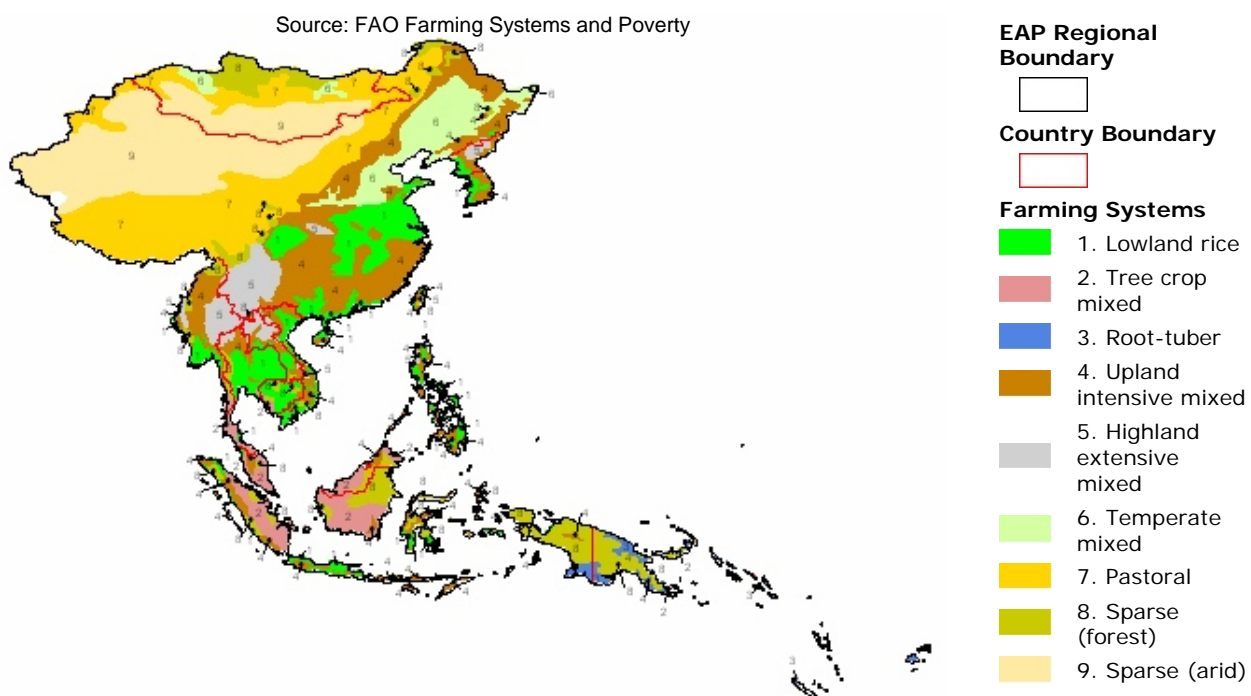 Source: FAO Farming Systems and Poverty
EAP Regional
Boundary
Country Boundary
Farming Systems
1. Lowland rice
2. Tree crop
mixed
3. Root-tuber
4. Upland
intensive mixed
5. Highland
extensive
mixed
6. Temperate
mixed
7. Pastoral
8. Sparse
(forest)
9. Sparse (arid)